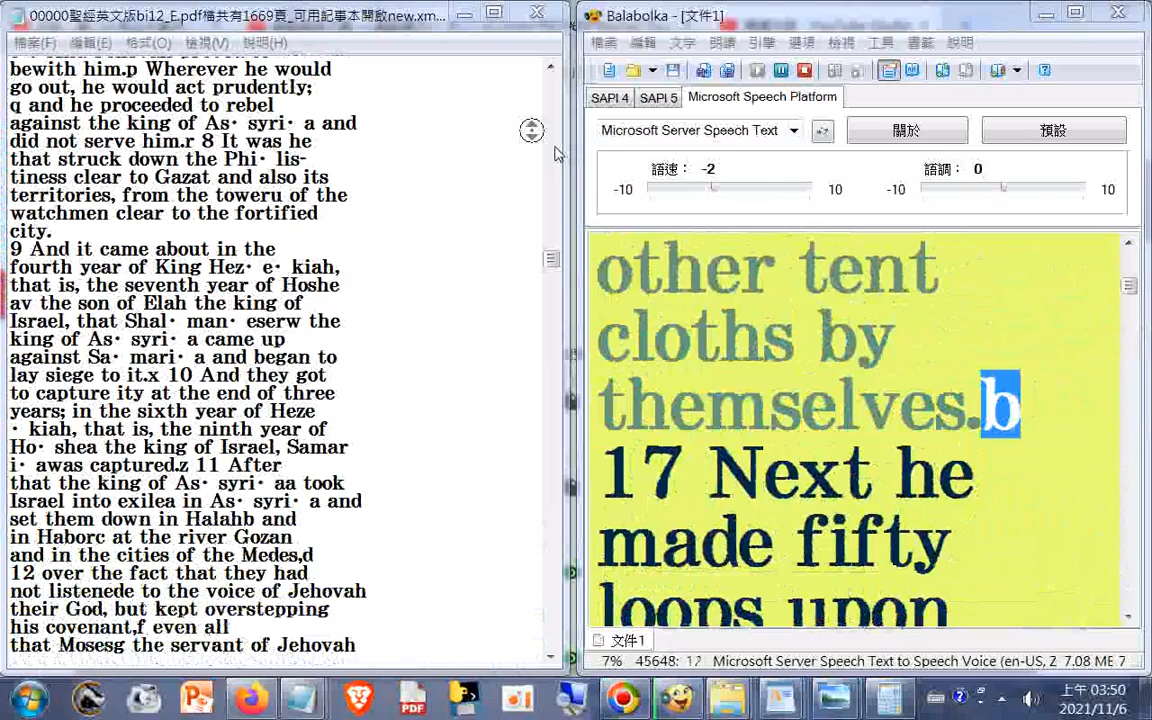 00000聖經英文版bi12_E.pdf檔共有1669頁_可用記事本開啟new.xm...
檔案(F) 編輯(E) 格式(O) 檢視(V) 說明(H)
bewith him.p Wherever he would
go out, he would act prudently;
q and he proceeded to rebel
against the king of As· syri· a and
did not serve him.r 8 It was he
that struck down the Phi· lis-
tiness clear to Gazat and also its
territories, from the toweru of the
watchmen clear to the fortified
city.
9 And it came about in the
fourth year of King Hez· e· kiah,
that is, the seventh year of Hoshe
av the son of Elah the king of
Israel, that Shal· man· eserw the
king of As· syri· a came up
against Sa· mari· a and began to
lay siege to it.x 10 And they got
to capture ity at the end of three
years; in the sixth year of Heze
· kiah, that is, the ninth year of
Ho· shea the king of Israel, Samar
i· awas captured.z 11 After
that the king of As· syri· aa took
Israel into exilea in As· syri· a and
set them down in Halahb and
in Haborc at the river Gozan
and in the cities of the Medes,d
12 over the fact that they had
not listenede to the voice of Jehovah
their God, but kept overstepping
his covenant,f even all
that Mosesg the servant of Jehovah
Balabolka - [文件1]
檔案 編輯 文字 朗讀 引擎 選項 檢視 工具 書籤 說明
SAPI 4 SAPI 5 Microsoft Speech Platform
Microsoft Server Speech Text 關於 預設
語速： -2 語調： 0
-10 10 -10 10
other tent
cloths by
themselves.b
17 Next he
made fifty
loops upon
文件1
7% 45648: 12 Microsoft Server Speech Text to Speech Voice (en-US, Z 7.08 ME 7
PDF
上午 03:50
2021/11/6